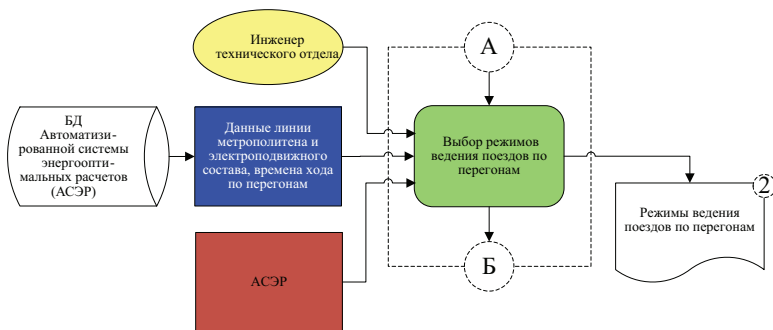 Инженер
технического отдела
А
БД
Автоматизи-
рованной системы
энергоопти-
мальных расчетов
(АСЭР)
Данные линии
метрополитена и
электроподвижного
состава, времена хода
по перегонам
Выбор режимов
ведения поездов по
перегонам
2
Режимы ведения
поездов по перегонам
АСЭР
Б